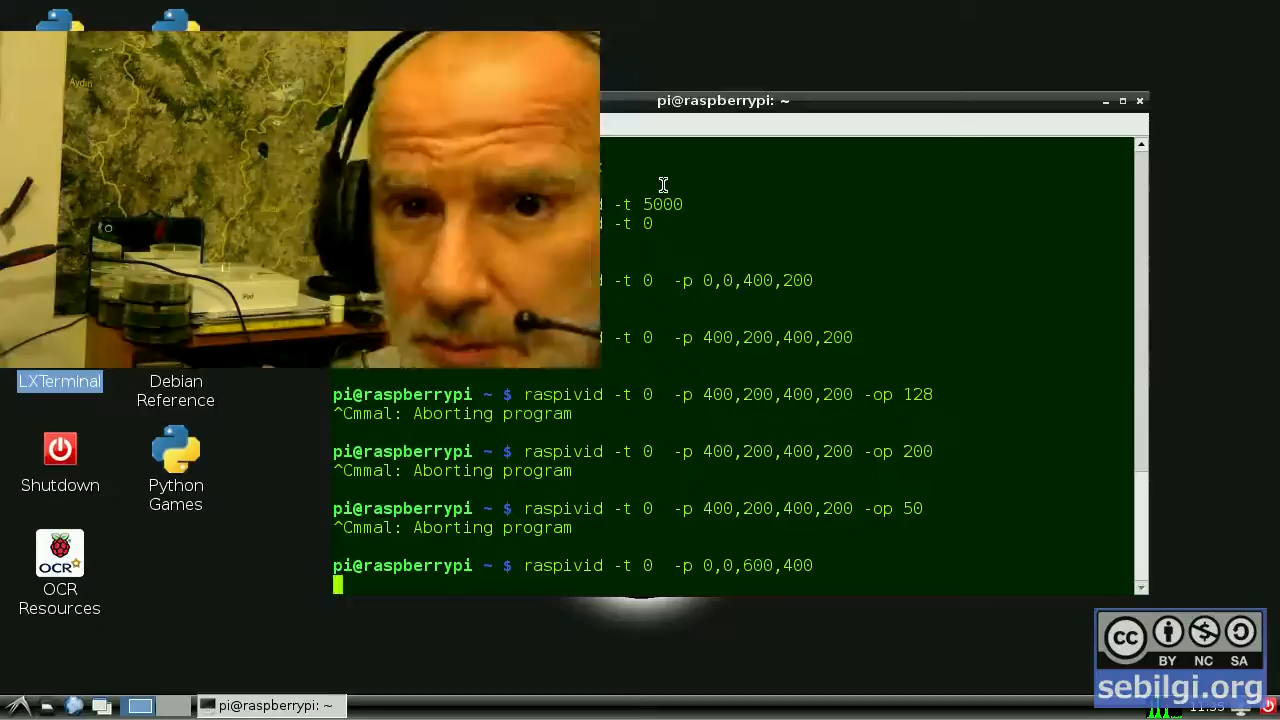 Aydın
iPod
pi@raspberrypi: ~
-t 5000
-t 0
-t 0  -p 0,0,400,200
-t 0  -p 400,200,400,200
pi@raspberrypi ~ $ raspivid -t 0  -p 400,200,400,200 -op 128
^Cmmal: Aborting program
pi@raspberrypi ~ $ raspivid -t 0  -p 400,200,400,200 -op 200
^Cmmal: Aborting program
pi@raspberrypi ~ $ raspivid -t 0  -p 400,200,400,200 -op 50
^Cmmal: Aborting program
pi@raspberrypi ~ $ raspivid -t 0  -p 0,0,600,400
LXTerminal
Debian
Reference
Shutdown
Python
Games
OCR
OCR
Resources
cc
BY NC SA
sebilgi.org
pi@raspberrypi: ~
11:35